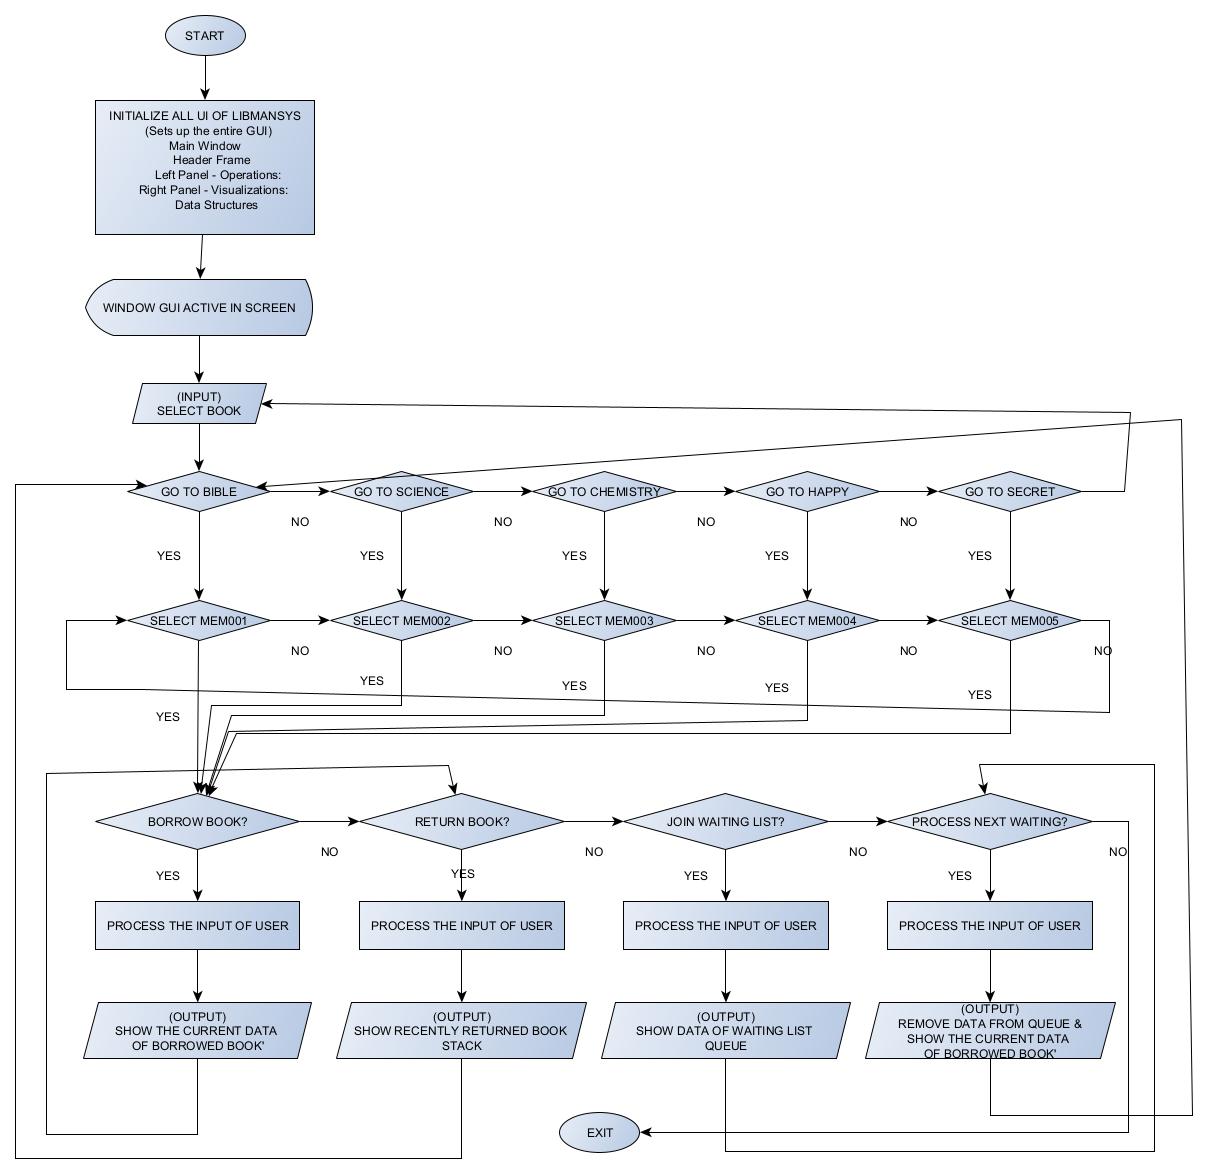 START
INITIALIZE ALL UI OF LIBMANSYS
(Sets up the entire GUI)
Main Window
Header Frame
Left Panel - Operations:
Right Panel - Visualizations:
Data Structures
WINDOW GUI ACTIVE IN SCREEN
(INPUT)
SELECT BOOK
GO TO BIBLE
GO TO SCIENCE
GO TO CHEMISTRY
GO TO HAPPY
GO TO SECRET
NO
NO
NO
NO
YES
YES
YES
YES
YES
SELECT MEM001
SELECT MEM002
SELECT MEM003
SELECT MEM004
SELECT MEM005
NO
NO
NO
NO
NO
YES
YES
YES
YES
YES
BORROW BOOK?
RETURN BOOK?
JOIN WAITING LIST?
PROCESS NEXT WAITING?
NO
NO
NO
NO
YES
YES
YES
YES
PROCESS THE INPUT OF USER
PROCESS THE INPUT OF USER
PROCESS THE INPUT OF USER
PROCESS THE INPUT OF USER
(OUTPUT)
SHOW THE CURRENT DATA
OF BORROWED BOOK'
(OUTPUT)
SHOW RECENTLY RETURNED BOOK
STACK
(OUTPUT)
SHOW DATA OF WAITING LIST
QUEUE
(OUTPUT)
REMOVE DATA FROM QUEUE &
SHOW THE CURRENT DATA
OF BORROWED BOOK'
EXIT